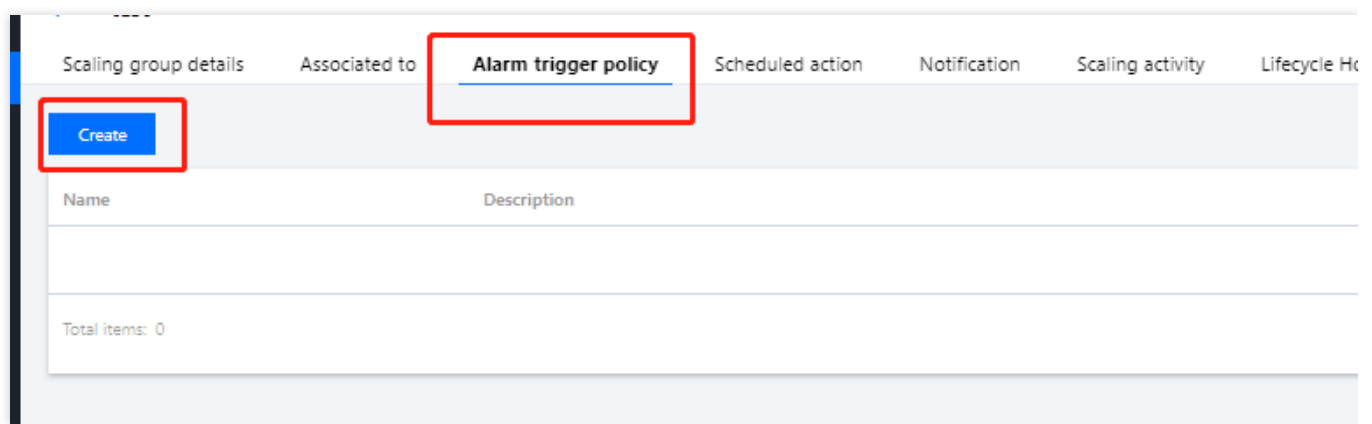 Scaling group details Associated to Alarm trigger policy Scheduled action Notification Scaling activity Lifecycle
Create
Name Description
Total items: 0